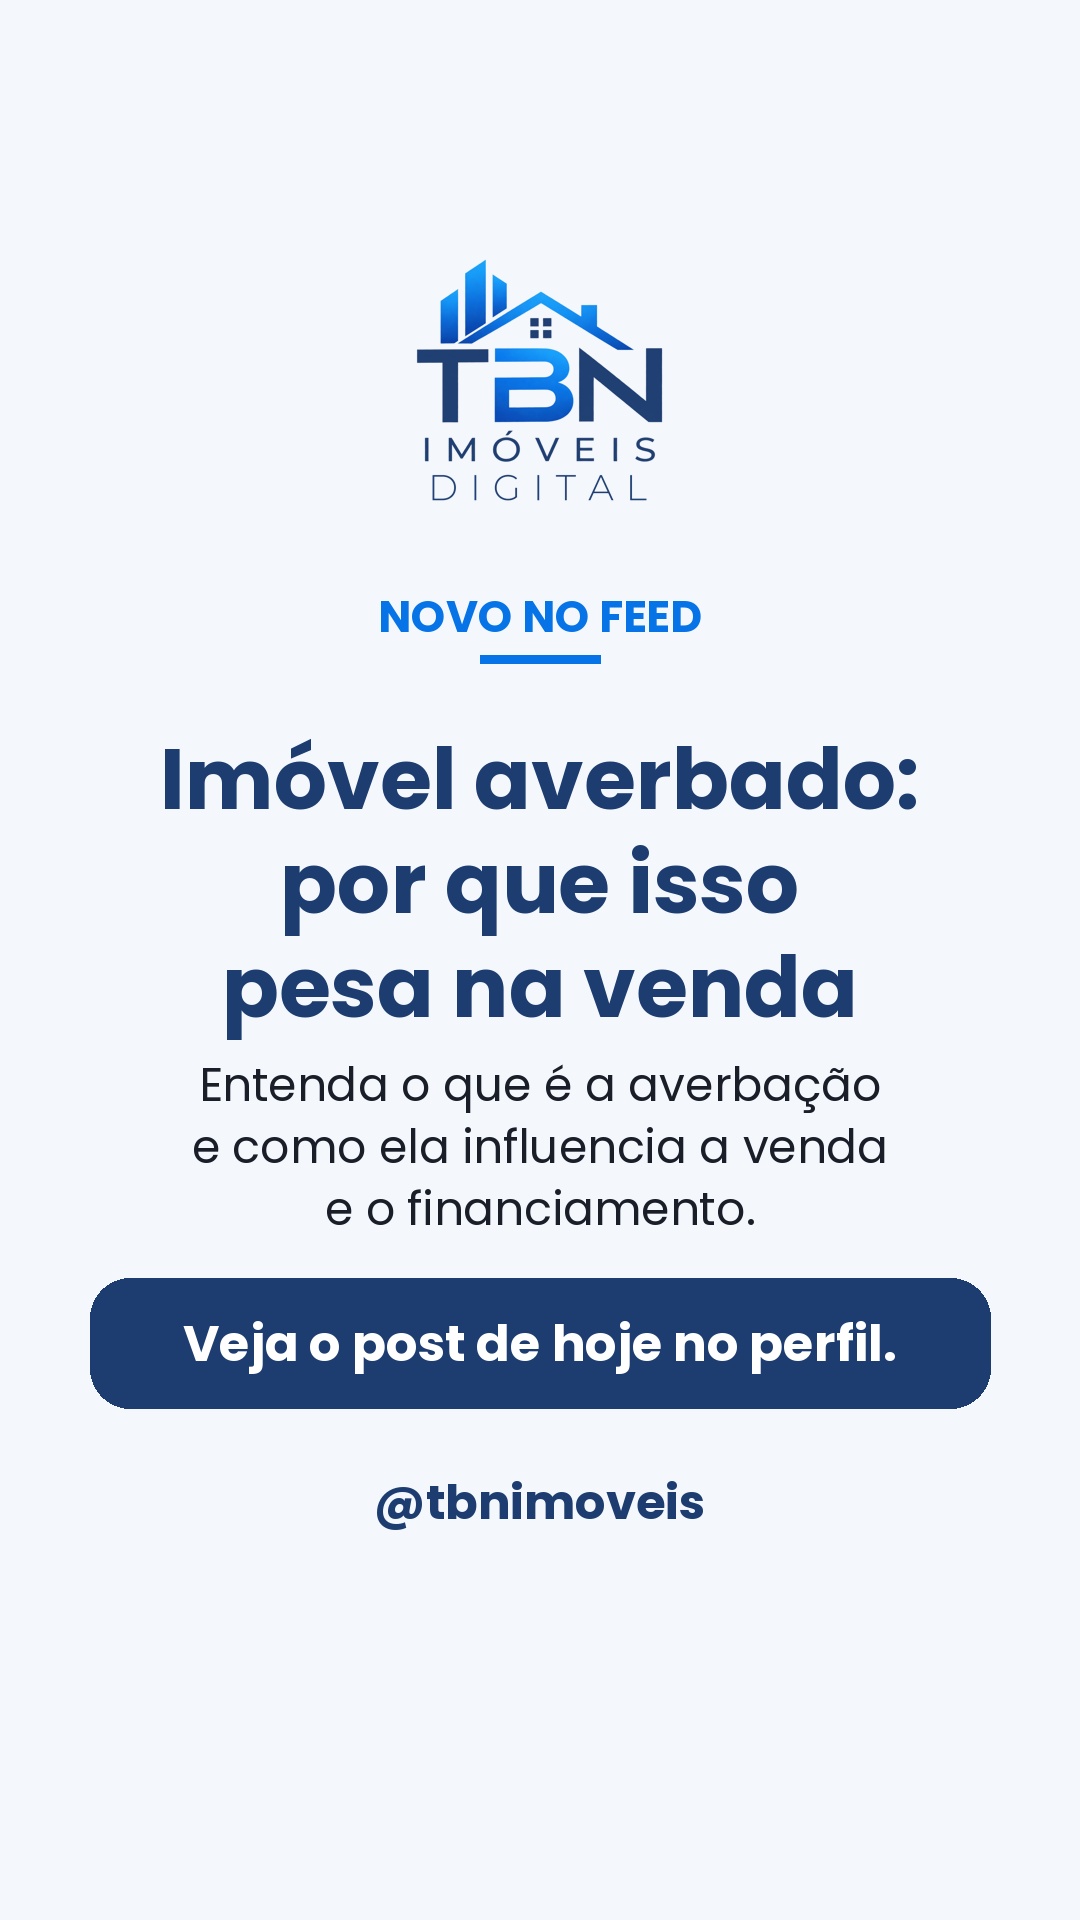 TBN
IMÓVEIS
DIGITAL
NOVO NO FEED
Imóvel averbado:
por que isso
pesa na venda
Entenda o que é a averbação
e como ela influencia a venda
e o financiamento.
Veja o post de hoje no perfil.
@tbnimoveis